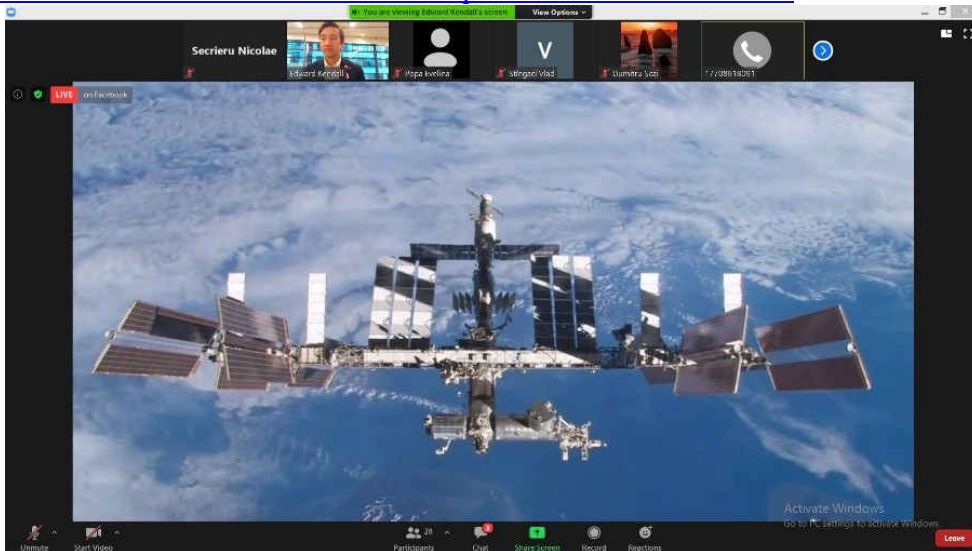 You are viewing Edward Kendall's screen
View Options
Secrieru Nicolae
Edward Kendall
Popa Evelina
V
Stingaci Vlad
Dumitru
LIVE
on Facebook
Activate Windows
Go to PC settings to activate Windows.
Unmute
Start Video
28
Participants
3
Chat
Share Screen
Record
Reactions
Leave